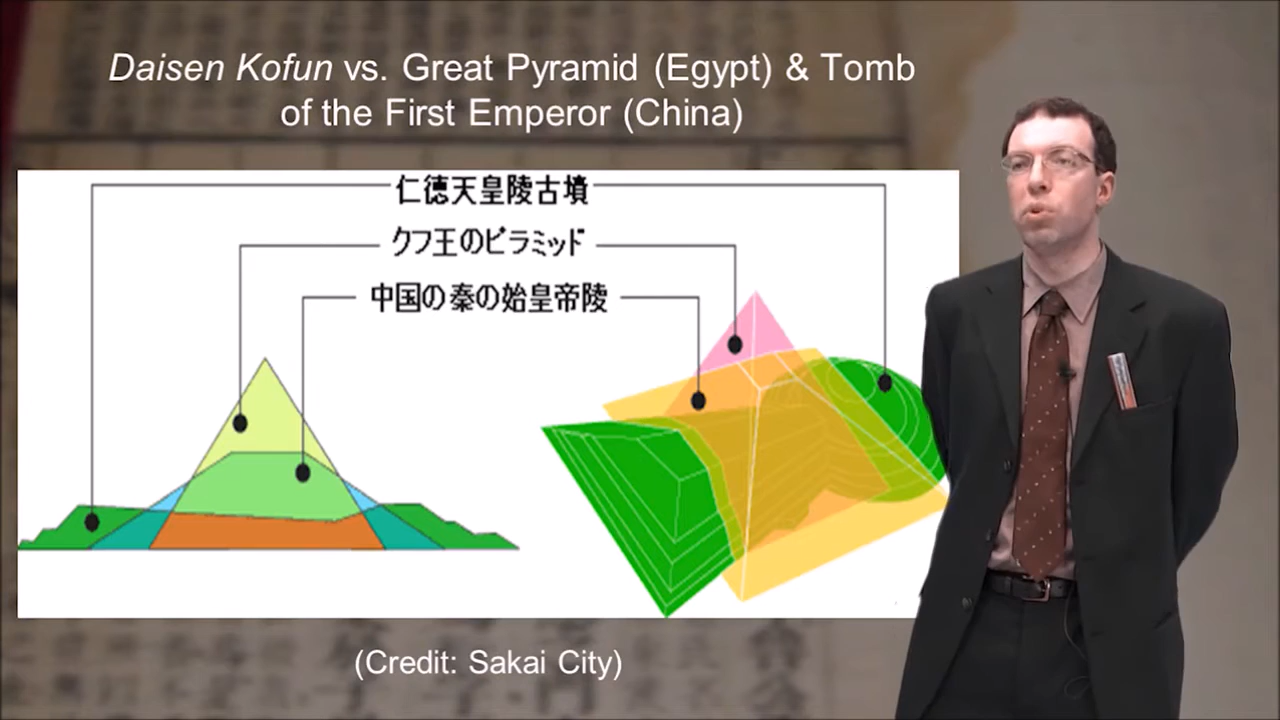 Daisen Kofun vs. Great Pyramid (Egypt) & Tomb
of the First Emperor (China)
仁徳天皇陵古墳
クフ王のピラミッド
中国の秦の始皇帝陵
(Credit: Sakai City)